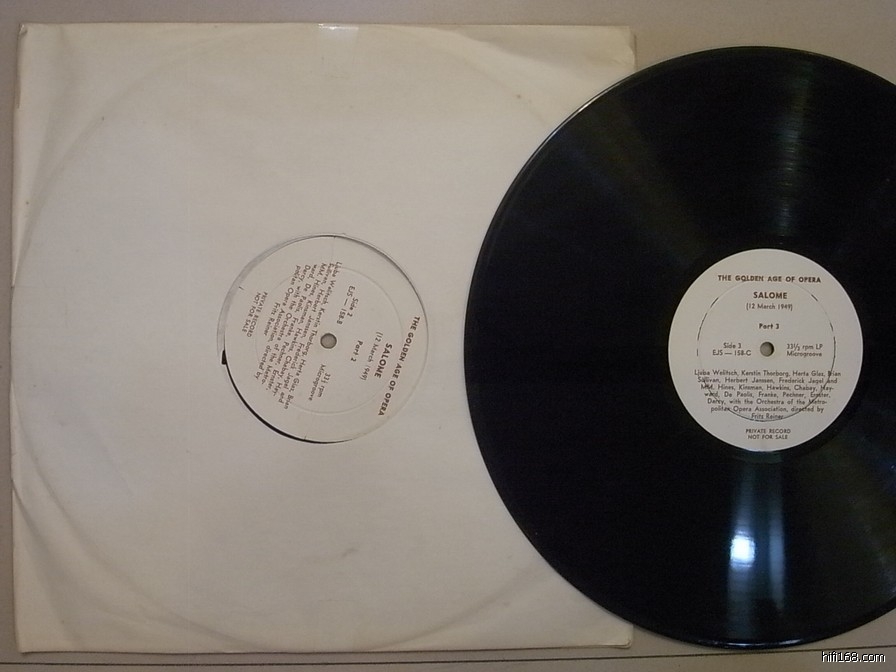 THE GOLDEN AGE OF OPERA
SALOME
(12 March 1949)
Part 2
Side 2
33⅓ rpm
EJS — 158-B
Microgroove
PRIVATE RECORD
NOT FOR SALE
THE GOLDEN AGE OF OPERA
SALOME
(12 March 1949)
Part 3
Side 3
33⅓ rpm LP
EJS — 158-C
Microgroove
Ljuba Welitsch, Kerstin Thorborg, Herta Glas, Brian
Sullivan, Herbert Janssen, Frederick Jagel and
MM. Hines, Kinsman, Hawkins, Chabay, Hay-
ward, De Paolis, Franke, Pechner, Ernster,
Darcy, with the Orchestra of the Metro-
politan Opera Association, directed by
Fritz Reiner
PRIVATE RECORD
NOT FOR SALE
hifi168.com